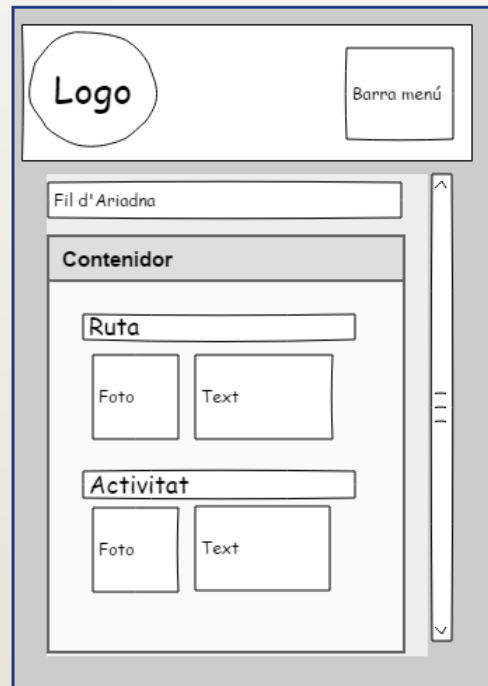 Logo
Barra menú
Fil d'Ariadna
Contenidor
Ruta
Foto
Text
Activitat
Foto
Text